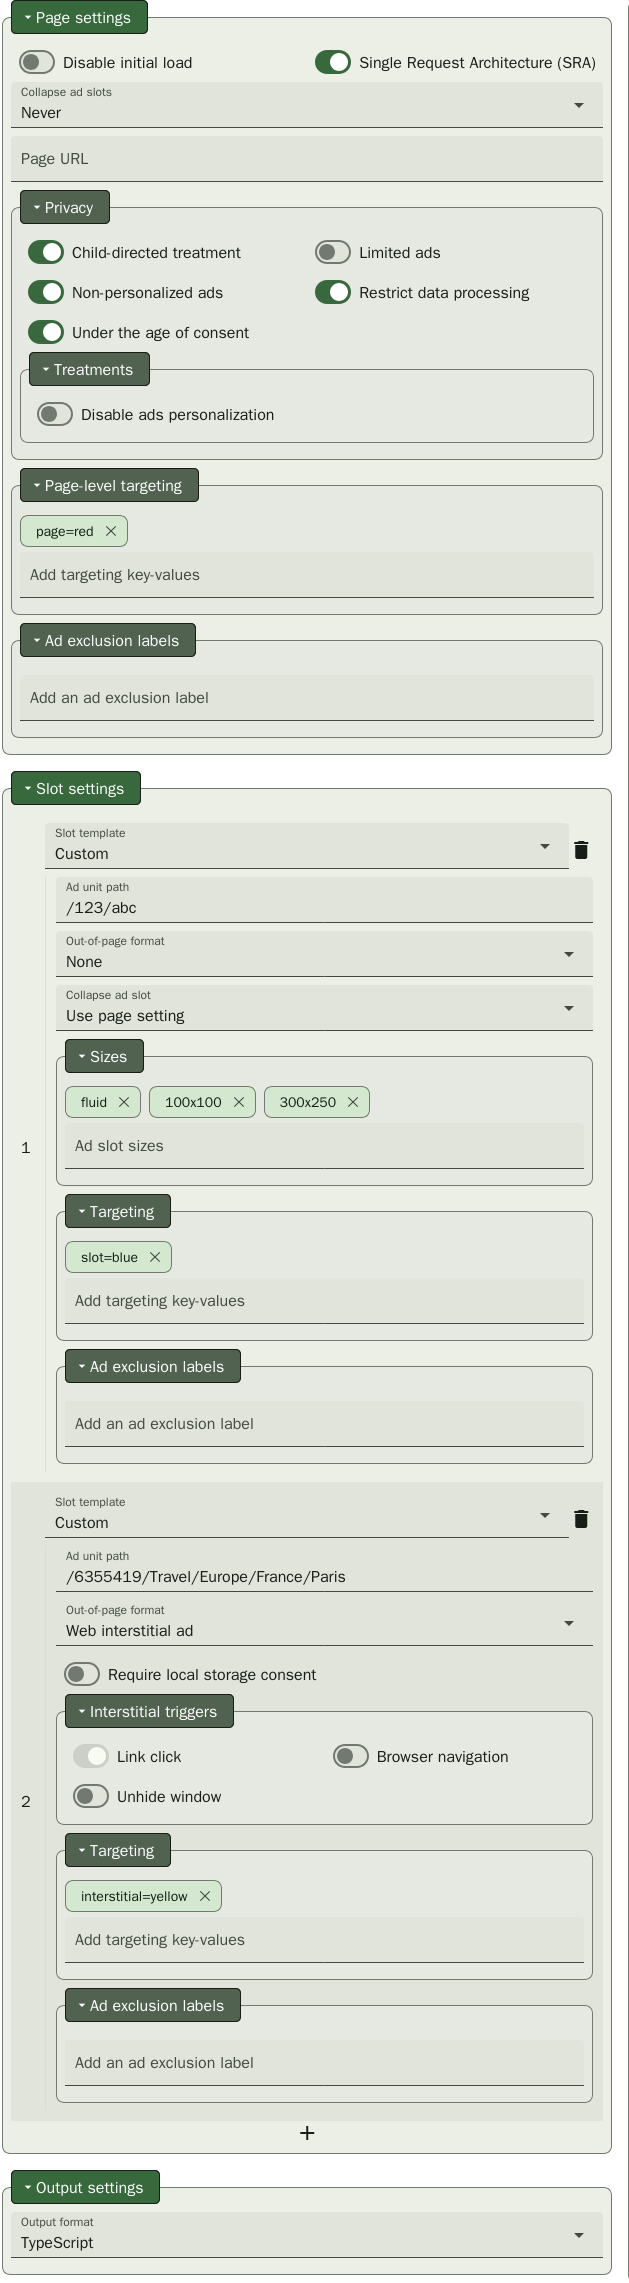 Page settings
Disable initial load
Single Request Architecture (SRA)
Collapse ad slots
Never
Page URL
Privacy
Child-directed treatment
Limited ads
Non-personalized ads
Restrict data processing
Under the age of consent
Treatments
Disable ads personalization
Page-level targeting
page=red
Add targeting key-values
Ad exclusion labels
Add an ad exclusion label
Slot settings
1
Slot template
Custom
Ad unit path
/123/abc
Out-of-page format
None
Collapse ad slot
Use page setting
Sizes
fluid
100x100
300x250
Ad slot sizes
Targeting
slot=blue
Add targeting key-values
Ad exclusion labels
Add an ad exclusion label
2
Slot template
Custom
Ad unit path
/6355419/Travel/Europe/France/Paris
Out-of-page format
Web interstitial ad
Require local storage consent
Interstitial triggers
Link click
Browser navigation
Unhide window
Targeting
interstitial=yellow
Add targeting key-values
Ad exclusion labels
Add an ad exclusion label
+
Output settings
Output format
TypeScript